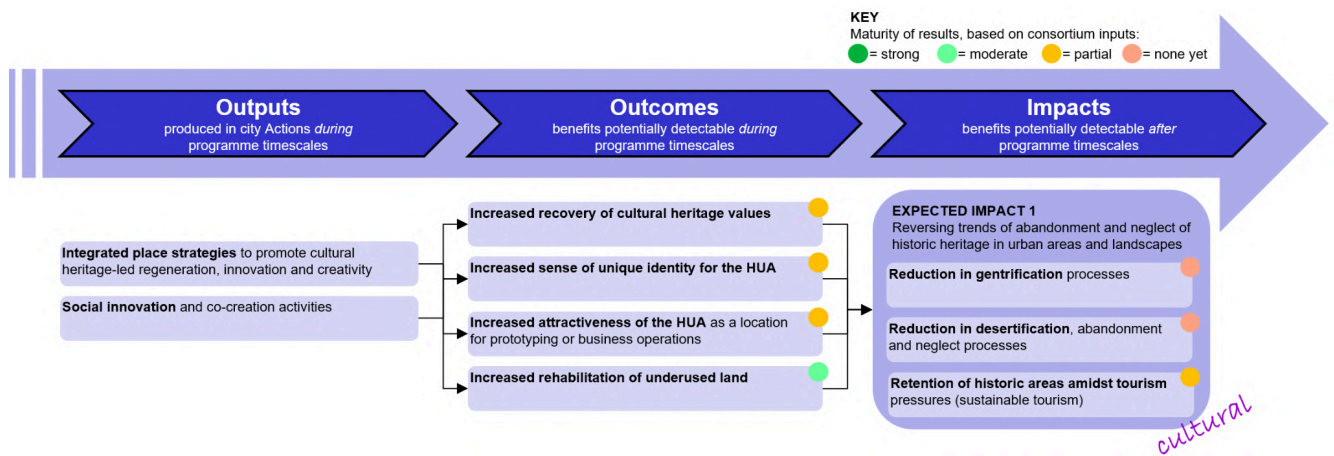 KEY
Maturity of results, based on consortium inputs:
= strong
= moderate
= partial
= none yet
Outputs
produced in city Actions during
programme timescales
Outcomes
benefits potentially detectable during
programme timescales
Impacts
benefits potentially detectable after
programme timescales
Integrated place strategies to promote cultural
heritage-led regeneration, innovation and creativity
Social innovation and co-creation activities
Increased recovery of cultural heritage values
Increased sense of unique identity for the HUA
Increased attractiveness of the HUA as a location
for prototyping or business operations
Increased rehabilitation of underused land
EXPECTED IMPACT 1
Reversing trends of abandonment and neglect of
historic heritage in urban areas and landscapes
Reduction in gentrification processes
Reduction in desertification, abandonment
and neglect processes
Retention of historic areas amidst tourism
pressures (sustainable tourism)
cultural